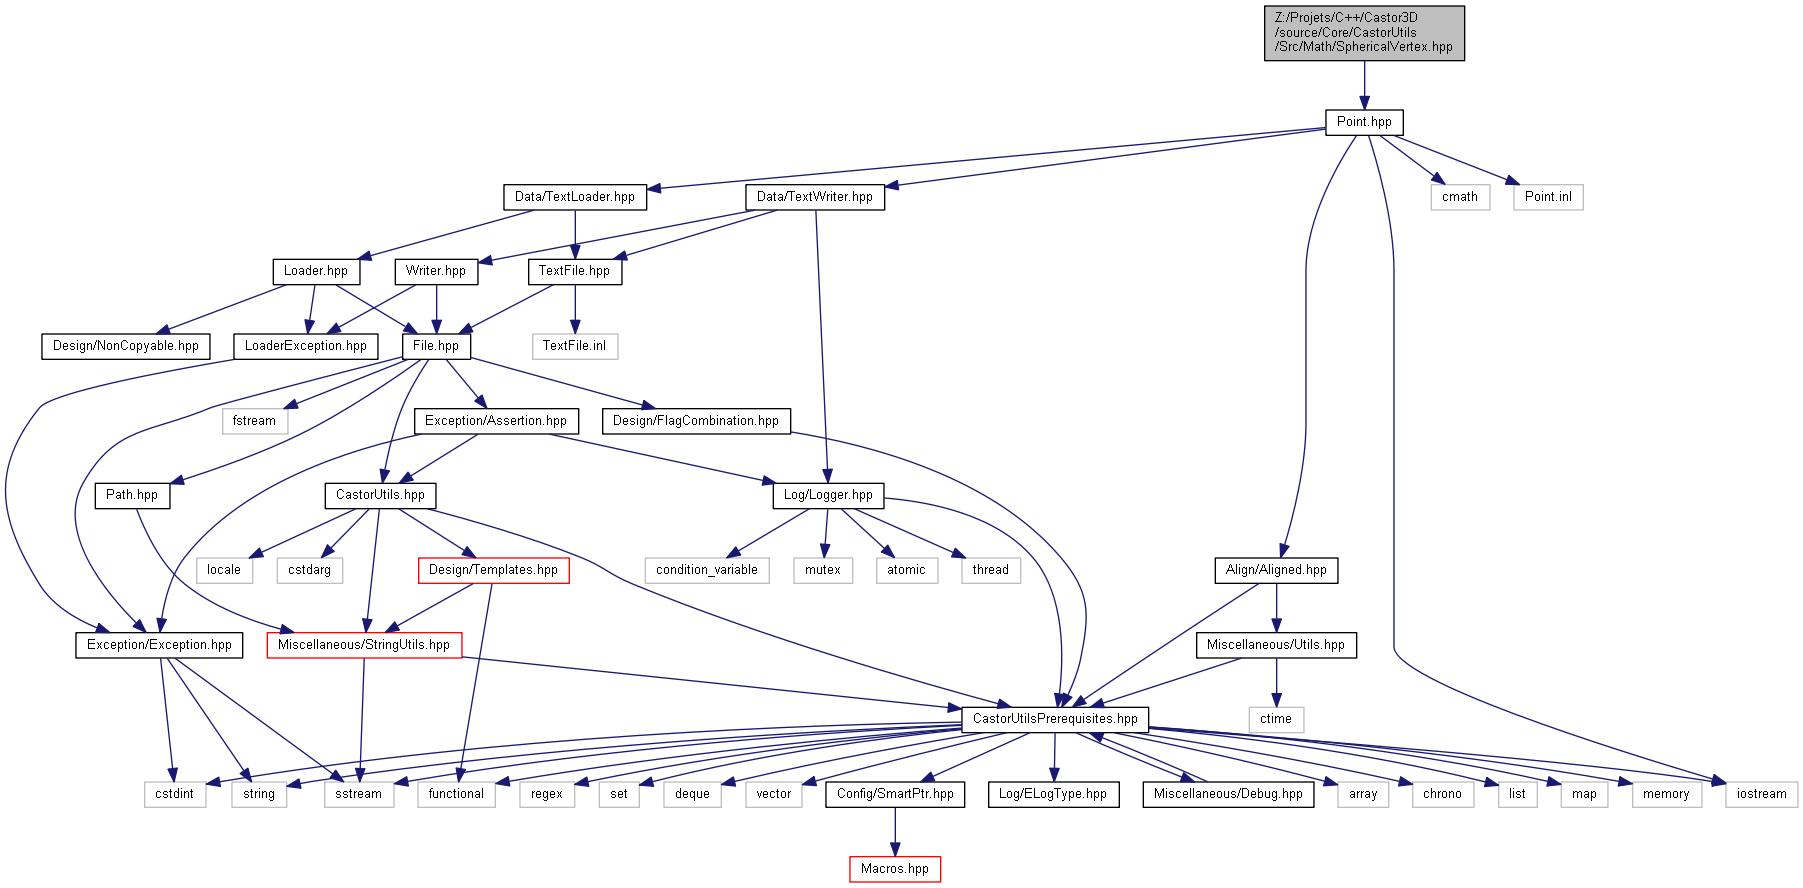 Z:/Projets/C++/Castor3D
/source/Core/CastorUtils
/Src/Math/SphericalVertex.hpp
Point.hpp
Data/TextLoader.hpp
Data/TextWriter.hpp
cmath
Point.inl
Loader.hpp
Writer.hpp
TextFile.hpp
Design/NonCopyable.hpp
LoaderException.hpp
File.hpp
TextFile.inl
fstream
Exception/Assertion.hpp
Design/FlagCombination.hpp
Path.hpp
CastorUtils.hpp
Log/Logger.hpp
locale
cstdarg
Design/Templates.hpp
condition_variable
mutex
atomic
thread
Align/Aligned.hpp
Exception/Exception.hpp
Miscellaneous/StringUtils.hpp
Miscellaneous/Utils.hpp
CastorUtilsPrerequisites.hpp
ctime
cstdint
string
sstream
functional
regex
set
deque
vector
Config/SmartPtr.hpp
Log/ELogType.hpp
Miscellaneous/Debug.hpp
array
chrono
list
map
memory
iostream
Macros.hpp